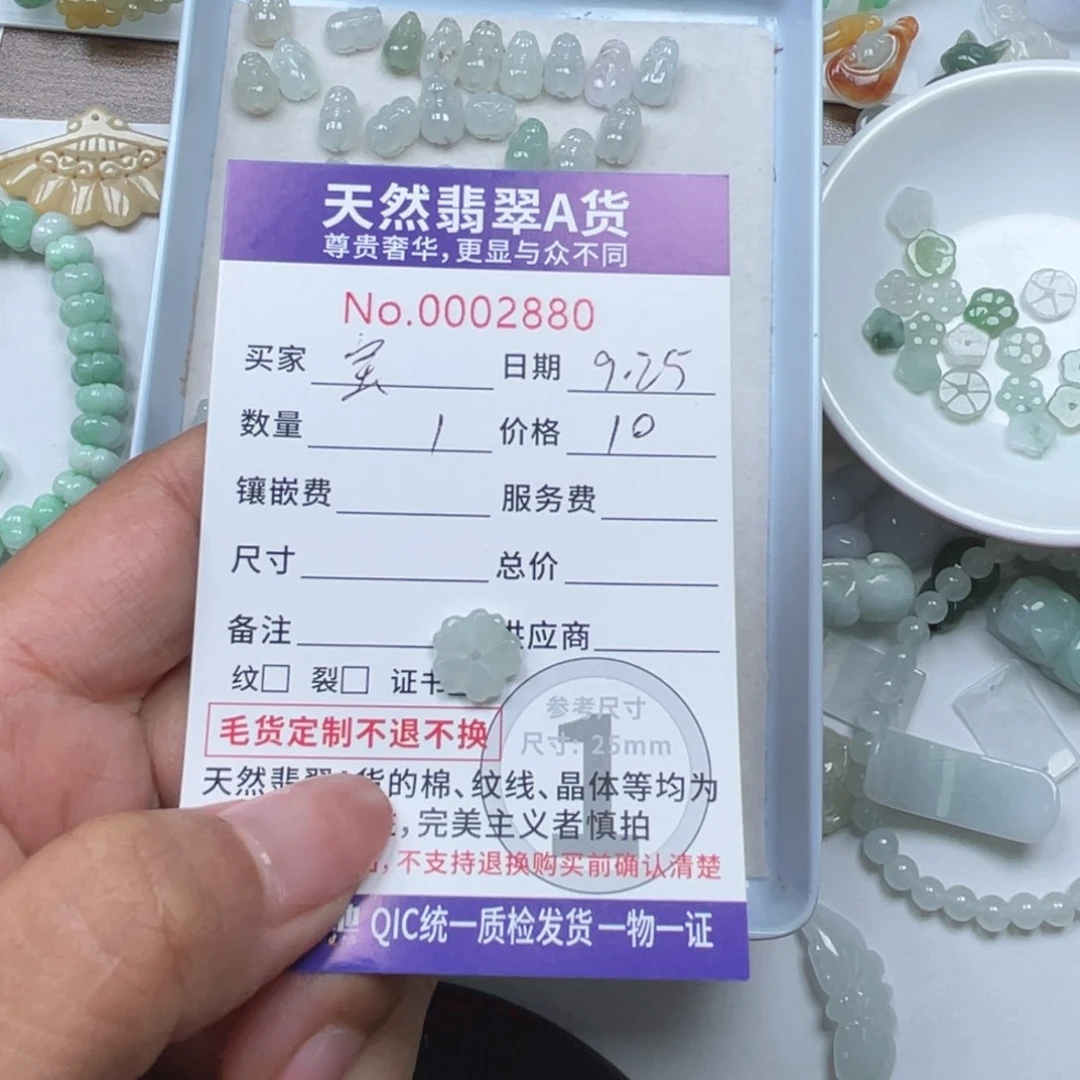 天然翡翠A货
尊贵奢华,更显与众不同
No.0002880
买家 日期 9.25
数量 1 价格 10
镶嵌费 服务费
尺寸 总价
备注 应商
纹□ 裂□ 证书
参考尺寸
1
尺寸: 25mm
毛货定制不退不换
天然翡翠 货的棉、纹线、晶体等均为
,完美主义者慎拍
,不支持退换购买前确认清楚
QIC统一质检发货一物一证